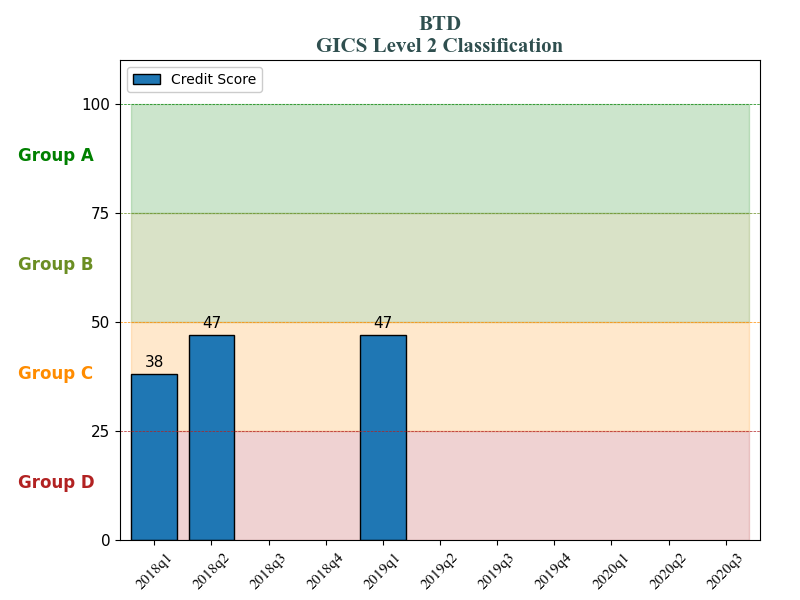 BTD
GICS Level 2 Classification
Credit Score
100
Group A
75
Group B
50
47
47
38
Group C
25
Group D
0
2018q1 2018q2 2018q3 2018q4 2019q1 2019q2 2019q3 2019q4 2020q1 2020q2 2020q3